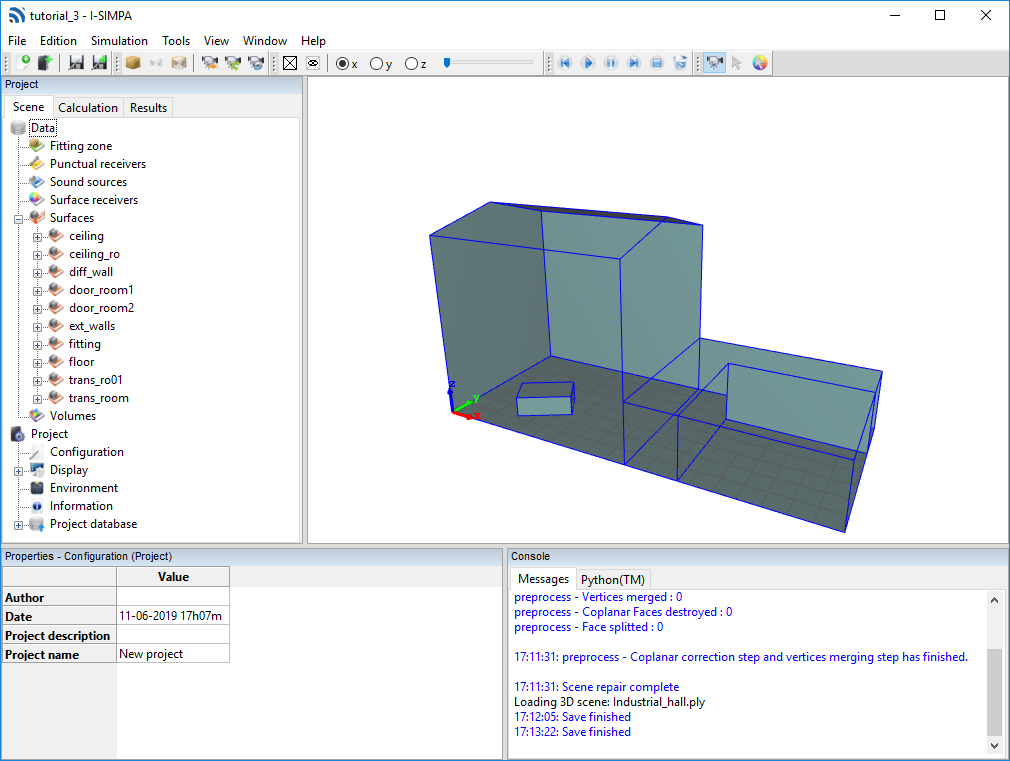 tutorial_3 - I-SIMPA
File Edition Simulation Tools View Window Help
x y z
Project
Scene Calculation Results
Data
Fitting zone
Punctual receivers
Sound sources
Surface receivers
Surfaces
ceiling
ceiling_ro
diff_wall
door_room1
door_room2
ext_walls
fitting
floor
trans_ro01
trans_room
Volumes
Project
Configuration
Display
Environment
Information
Project database
z
y
x
Properties - Configuration (Project)
Value
Author
Date 11-06-2019 17h07m
Project description
Project name New project
Console
Messages Python(TM)
preprocess - Vertices merged : 0
preprocess - Coplanar Faces destroyed : 0
preprocess - Face splitted : 0
17:11:31: preprocess - Coplanar correction step and vertices merging step has finished.
17:11:31: Scene repair complete
Loading 3D scene: Industrial_hall.ply
17:12:05: Save finished
17:13:22: Save finished